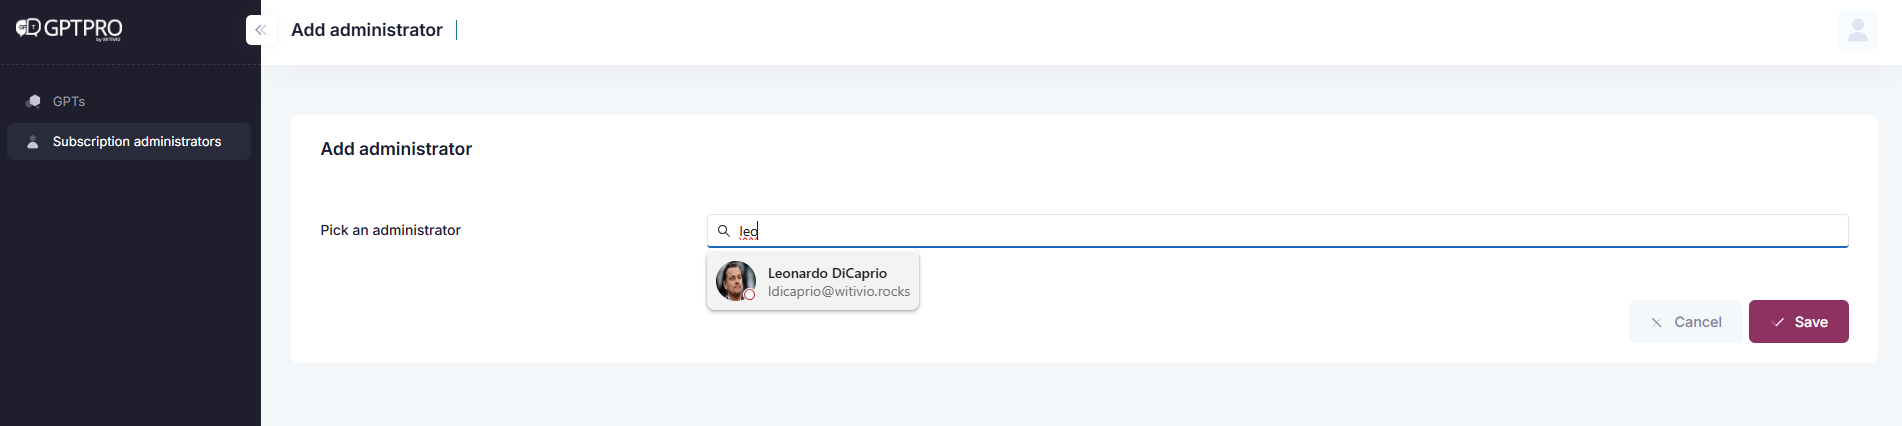 GPTPRO
by WITIVIO
Add administrator
GPTs
Subscription administrators
Add administrator
Pick an administrator
leo
Leonardo DiCaprio
ldicaprio@witivio.rocks
Cancel
Save